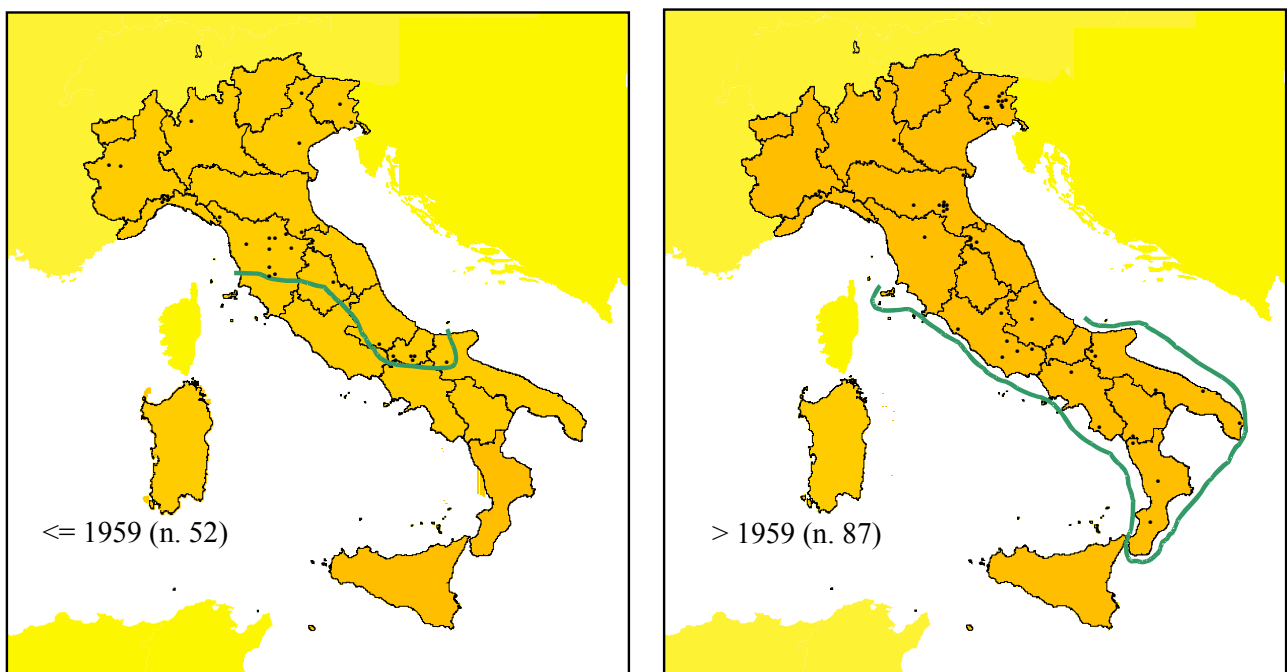 <= 1959 (n. 52)
> 1959 (n. 87)